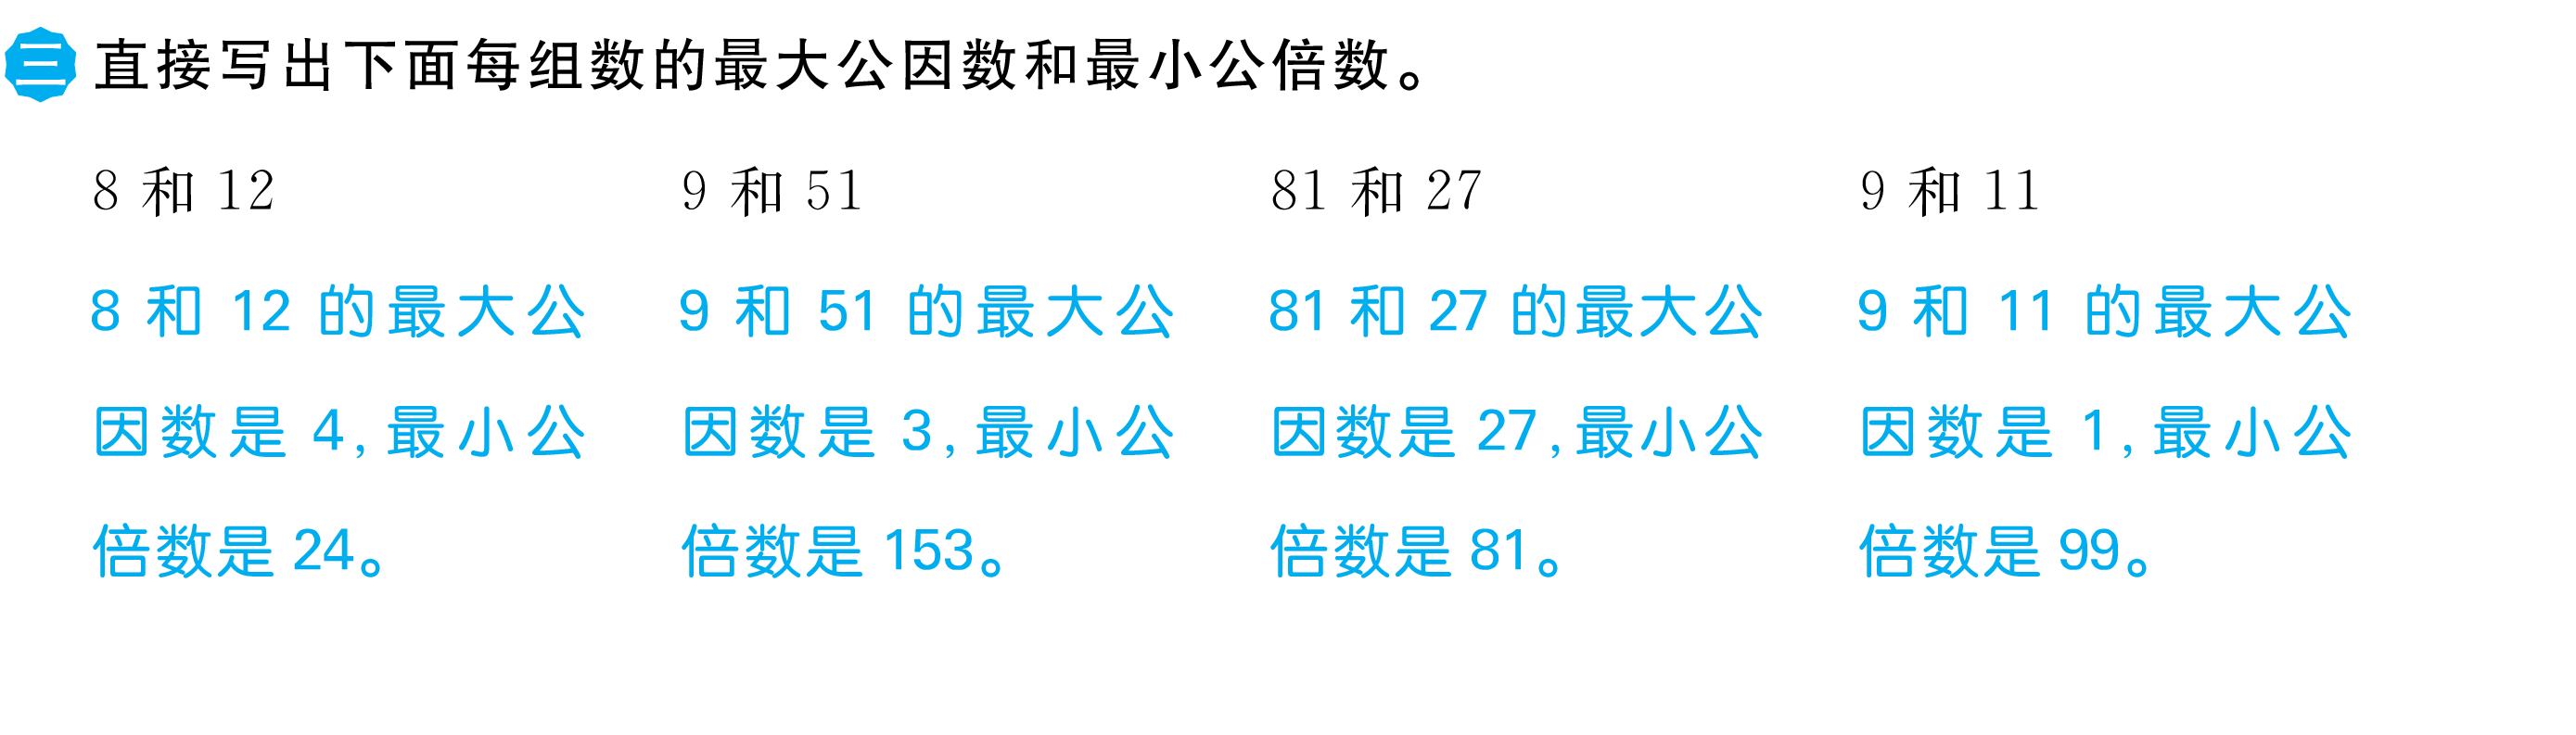 三 直接写出下面每组数的最大公因数和最小公倍数。
8 和 12 9 和 51 81 和 27 9 和 11
8 和 12 的最大公 9 和 51 的最大公 81 和 27 的最大公 9 和 11 的最大公
因数是 4,最小公 因数是 3,最小公 因数是 27,最小公 因数是 1,最小公
倍数是 24。 倍数是 153。 倍数是 81。 倍数是 99。